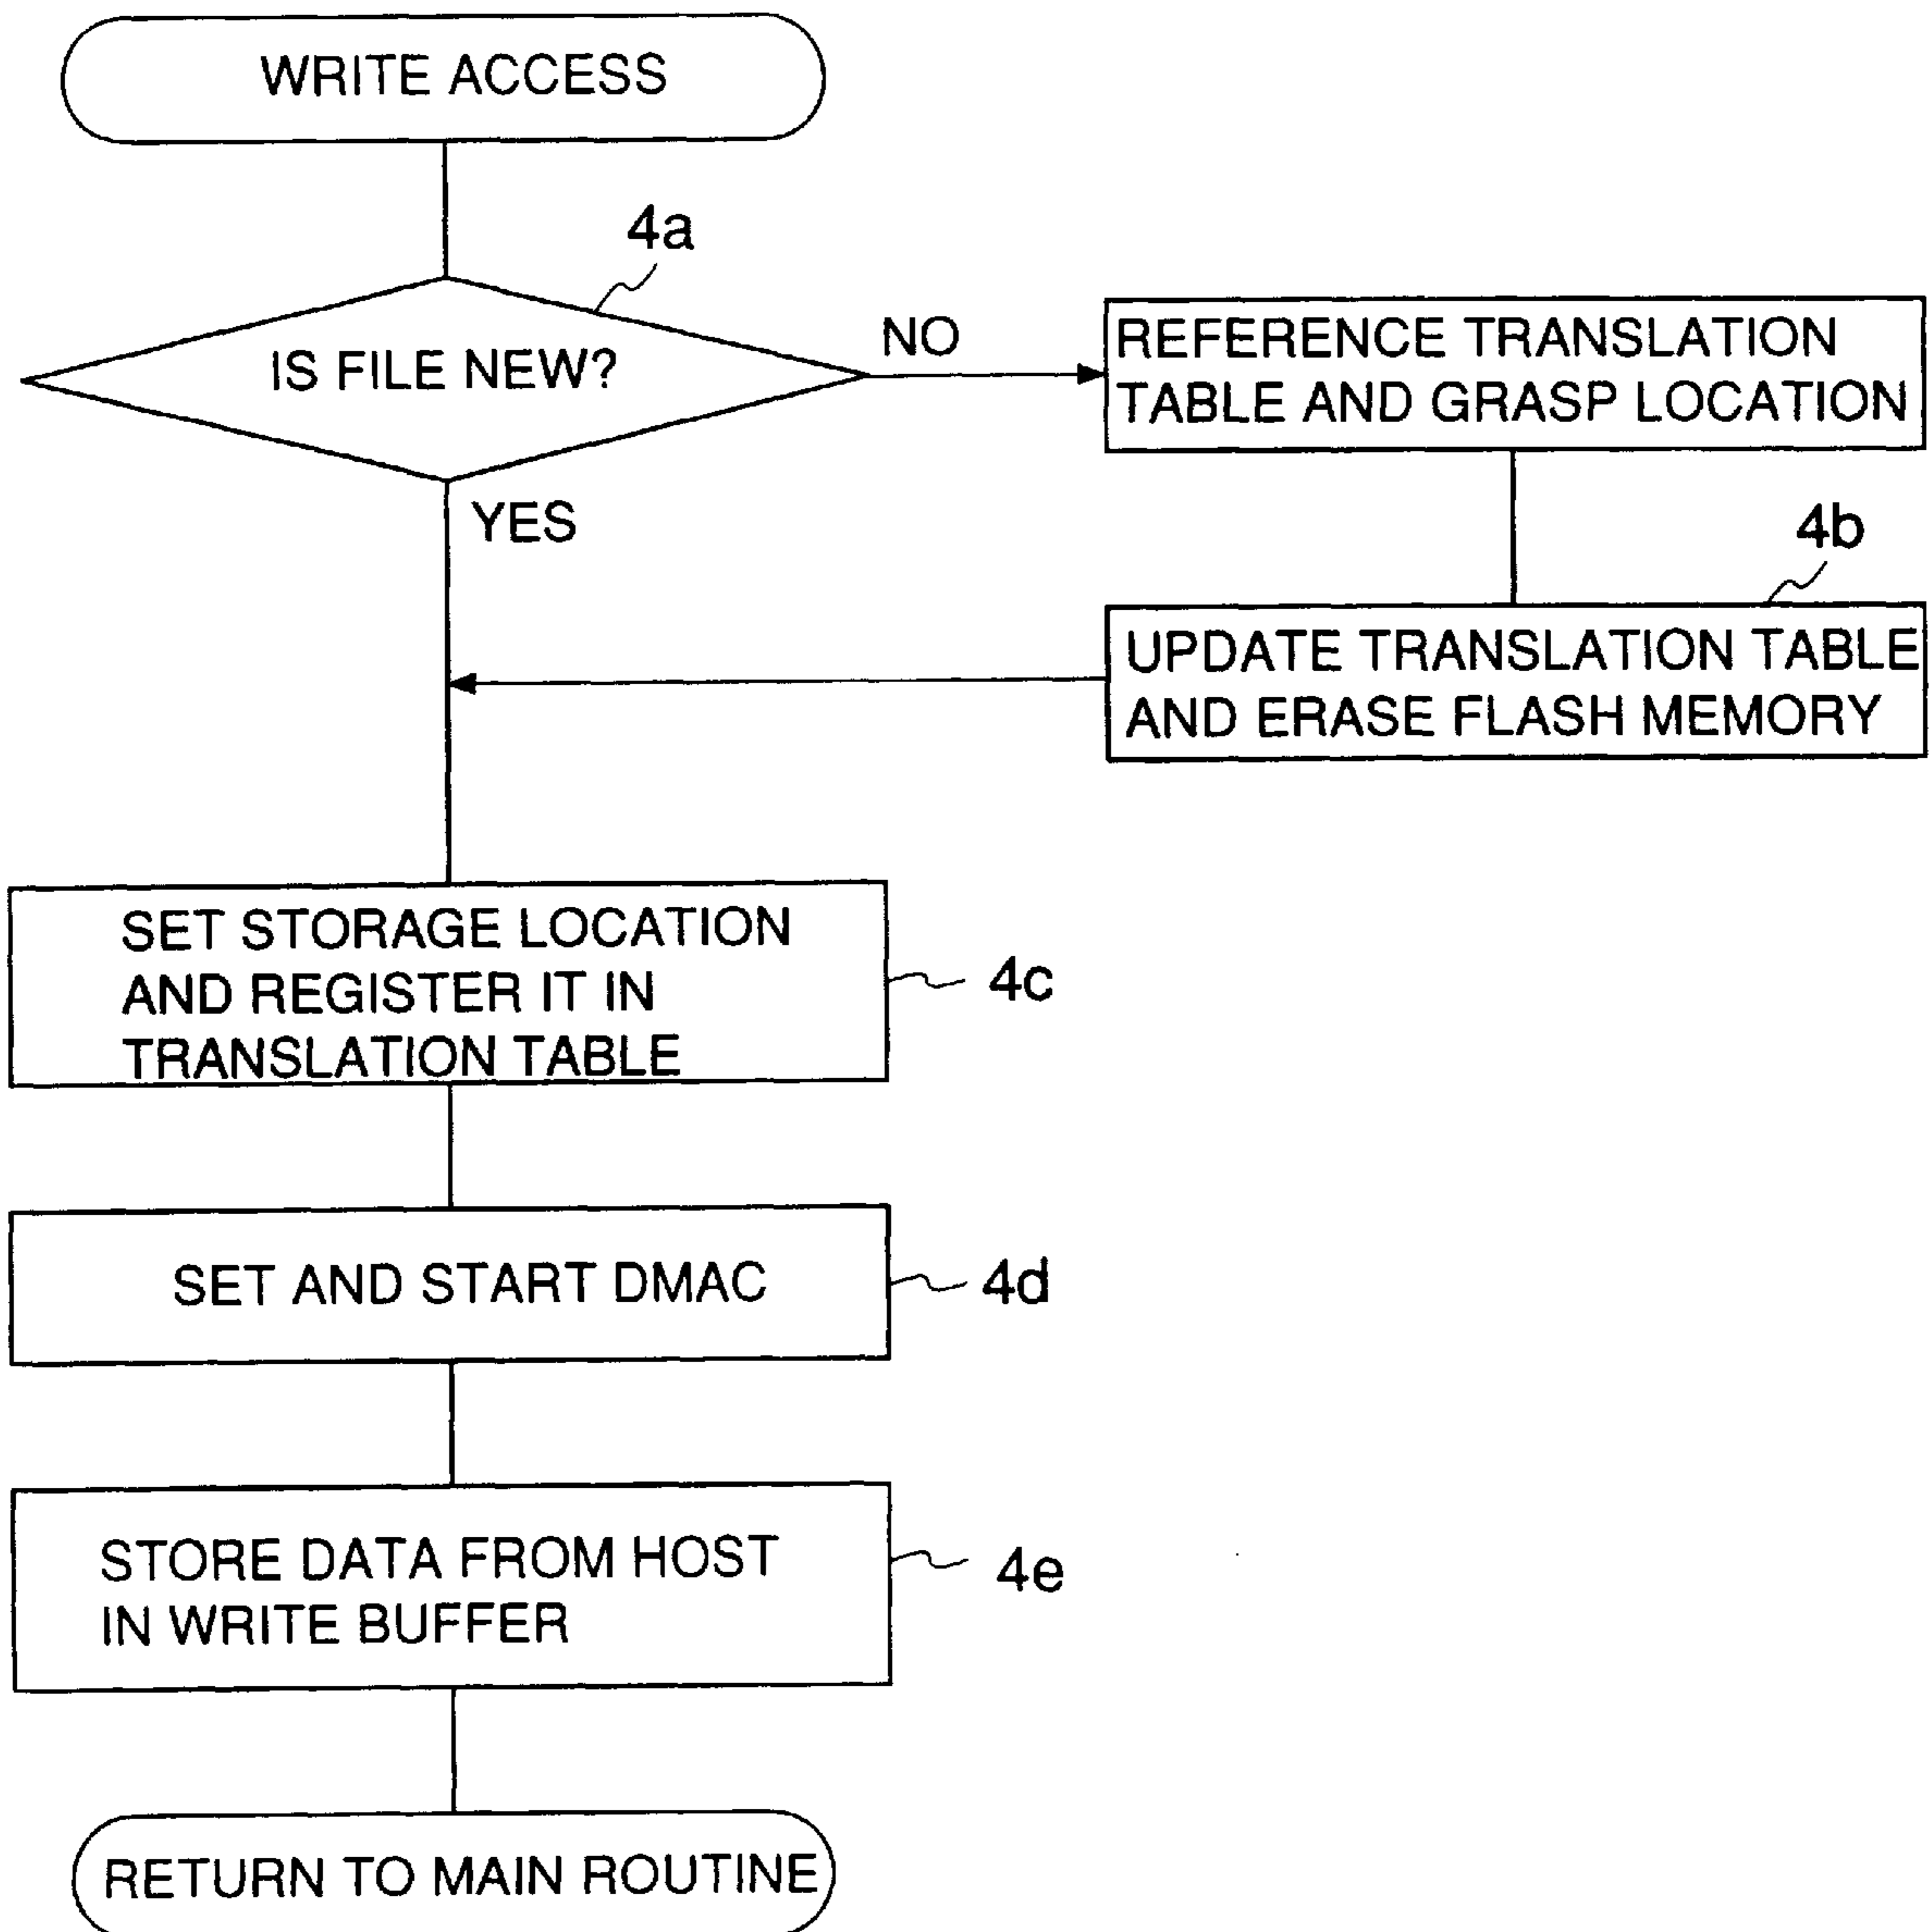 WRITE ACCESS
4a
IS FILE NEW?
NO
REFERENCE TRANSLATION
TABLE AND GRASP LOCATION
YES
4b
UPDATE TRANSLATION TABLE
AND ERASE FLASH MEMORY
SET STORAGE LOCATION
AND REGISTER IT IN
TRANSLATION TABLE
4c
SET AND START DMAC
4d
STORE DATA FROM HOST
IN WRITE BUFFER
4e
RETURN TO MAIN ROUTINE